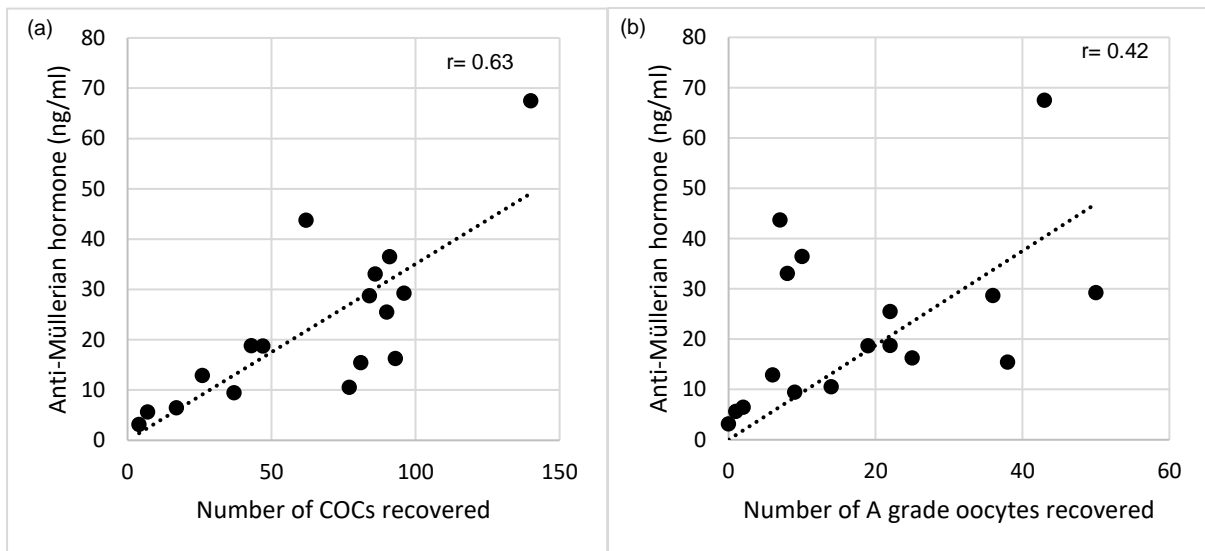 (a)
r= 0.63
Anti-Müllerian hormone (ng/ml)
80
70
60
50
40
30
20
10
0
0 50 100 150
Number of COCs recovered
(b)
r= 0.42
Anti-Müllerian hormone (ng/ml)
80
70
60
50
40
30
20
10
0
0 20 40 60
Number of A grade oocytes recovered